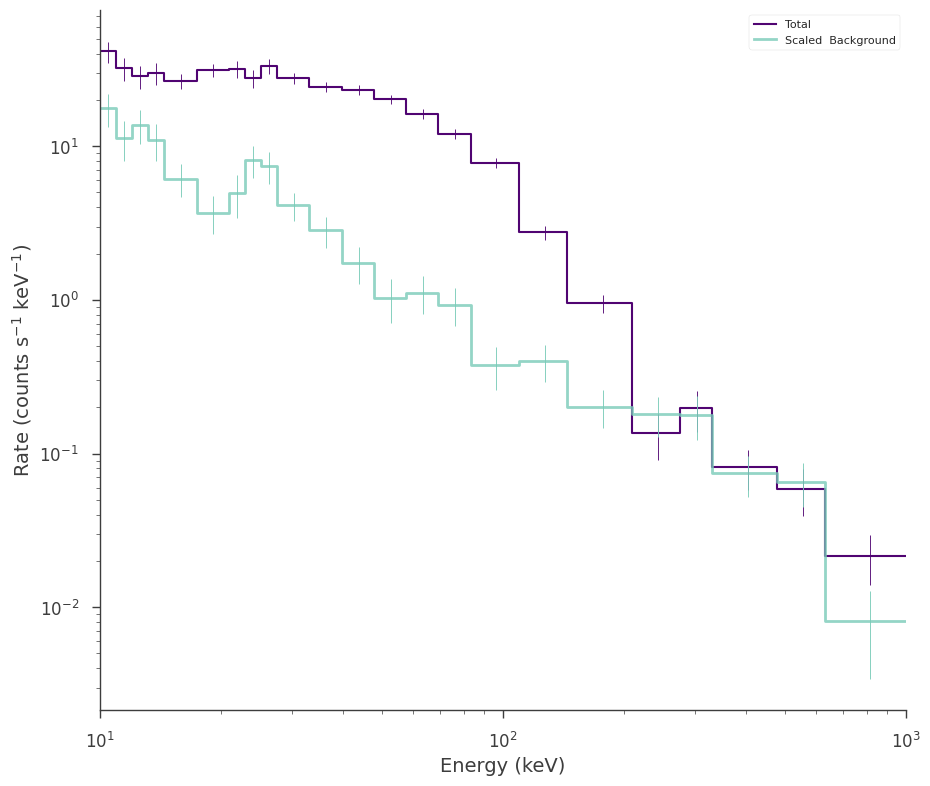 Total
Scaled  Background
Rate (counts s⁻¹ keV⁻¹)
10¹
10⁰
10⁻¹
10⁻²
10¹ 10² 10³
Energy (keV)